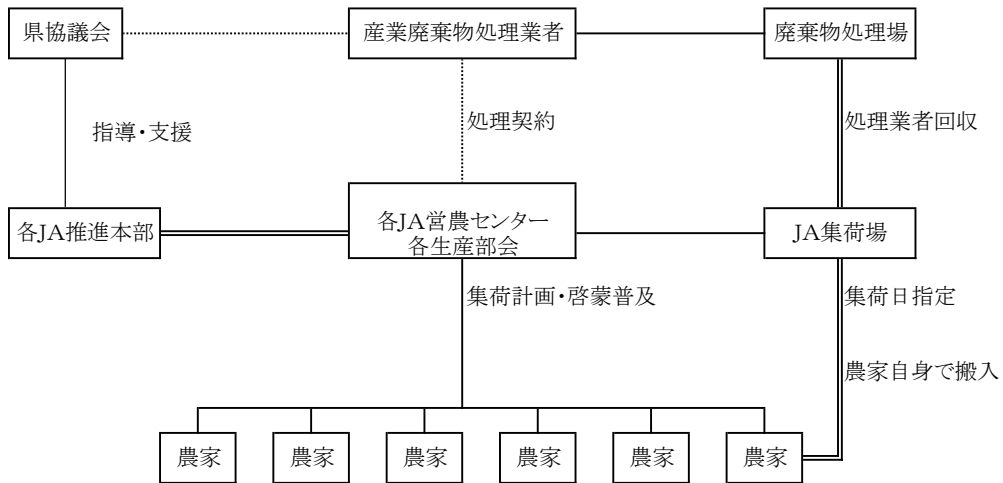 県協議会
産業廃棄物処理業者
廃棄物処理場
指導・支援
処理契約
処理業者回収
各JA推進本部
各JA営農センター
各生産部会
JA集荷場
集荷計画・啓蒙普及
集荷日指定
農家自身で搬入
農家
農家
農家
農家
農家
農家